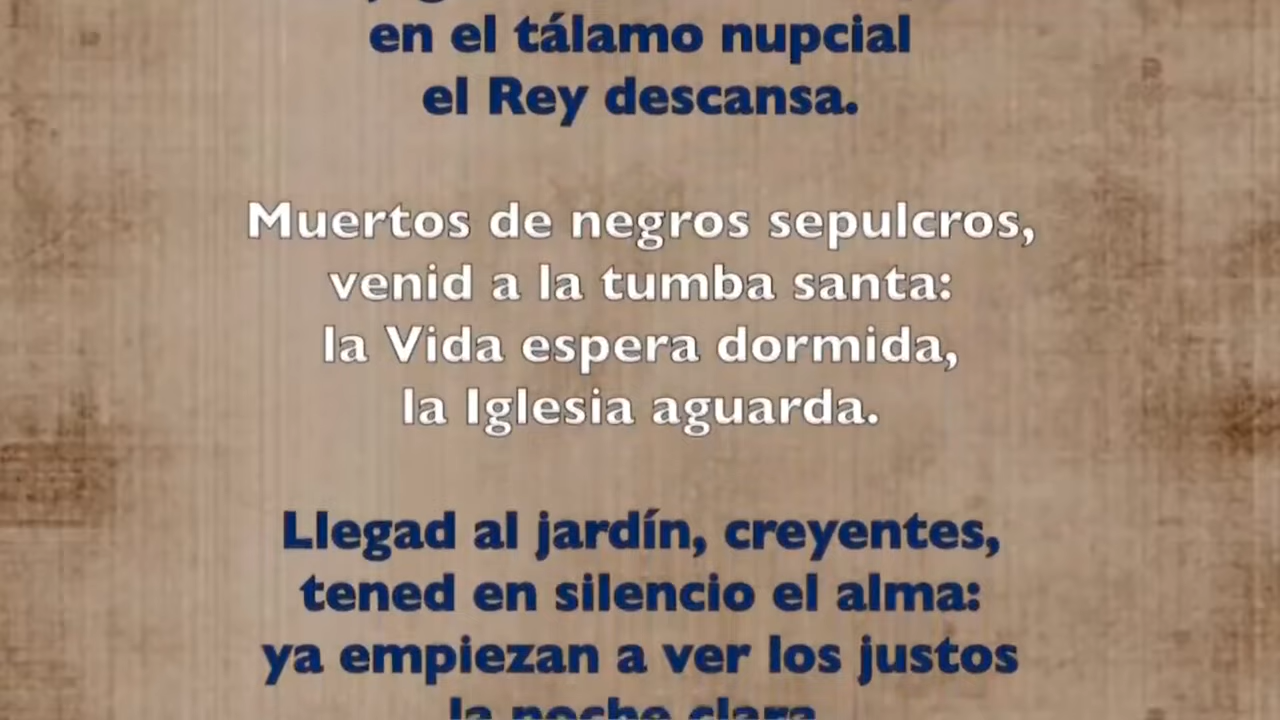 en el tálamo nupcial
el Rey descansa.
Muertos de negros sepulcros,
venid a la tumba santa:
la Vida espera dormida,
la Iglesia aguarda.
Llegad al jardín, creyentes,
tened en silencio el alma:
ya empiezan a ver los justos
la noche clara.